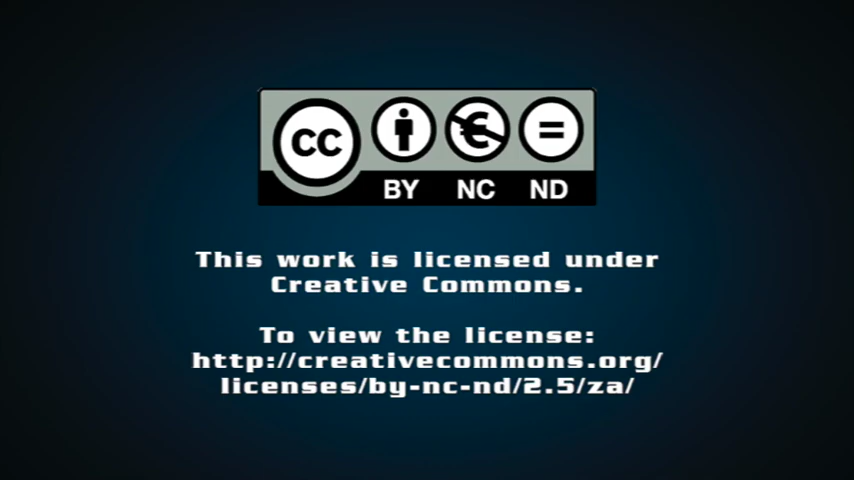 CC
BY NC ND
This work is licensed under
Creative Commons.
To view the license:
http://creativecommons.org/
licenses/by-nc-nd/2.5/za/